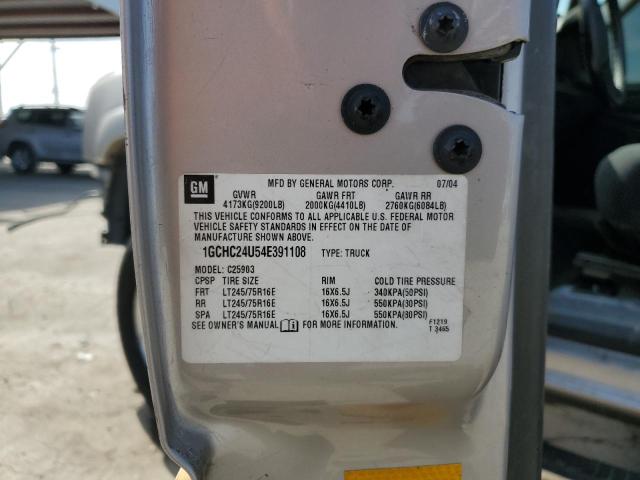 GM MFD BY GENERAL MOTORS CORP. 07/04
GVWR GAWR FRT GAWR RR
4173KG(9200LB) 2000KG(4410LB) 2760KG(6084LB)
THIS VEHICLE CONFORMS TO ALL APPLICABLE U.S. FEDERAL MOTOR
VEHICLE SAFETY STANDARDS IN EFFECT ON THE DATE OF
MANUFACTURE SHOWN ABOVE.
1GCHC24U54E391108 TYPE: TRUCK
MODEL: C25903
CPSP TIRE SIZE RIM COLD TIRE PRESSURE
FRT LT245/75R16E 16X6.5J 340KPA(50PSI)
RR LT245/75R16E 16X6.5J 550KPA(80PSI)
SPA LT245/75R16E 16X6.5J 550KPA(80PSI)
SEE OWNER'S MANUAL FOR MORE INFORMATION. F1219
T 3465